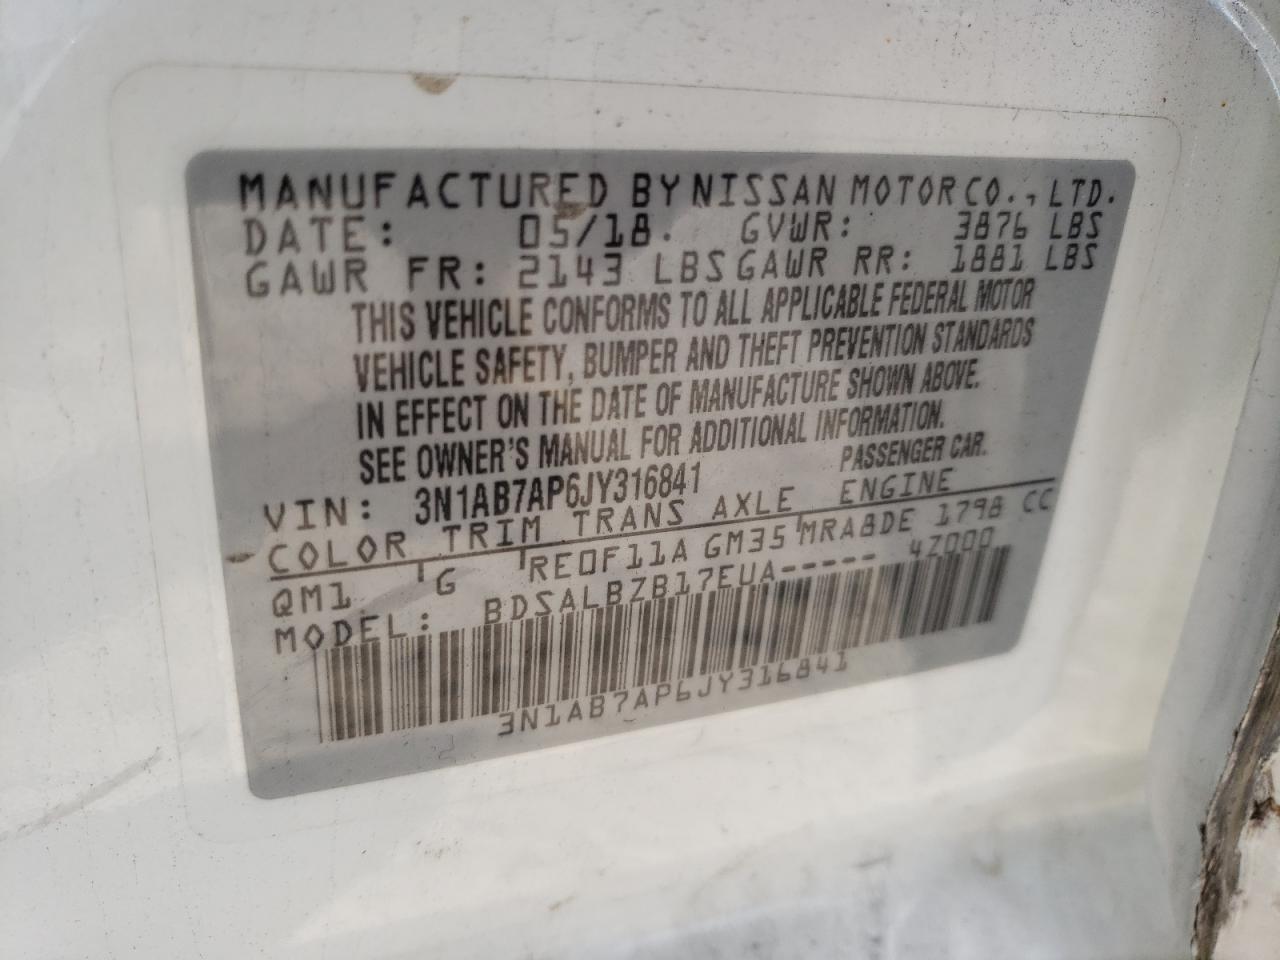 MANUFACTURED BY NISSAN MOTOR CO., LTD.
DATE: 05/18. GVWR: 3876 LBS
GAWR FR: 2143 LBS GAWR RR: 1881 LBS
THIS VEHICLE CONFORMS TO ALL APPLICABLE FEDERAL MOTOR
VEHICLE SAFETY, BUMPER AND THEFT PREVENTION STANDARDS
IN EFFECT ON THE DATE OF MANUFACTURE SHOWN ABOVE.
SEE OWNER'S MANUAL FOR ADDITIONAL INFORMATION.
PASSENGER CAR.
VIN: 3N1AB7AP6JY316841
COLOR TRIM TRANS AXLE ENGINE
QM1 G RE0F11A GM35 MRA8DE 1798 CC
MODEL: BDSALBZB17EUA----- 4Z000
3N1AB7AP6JY316841